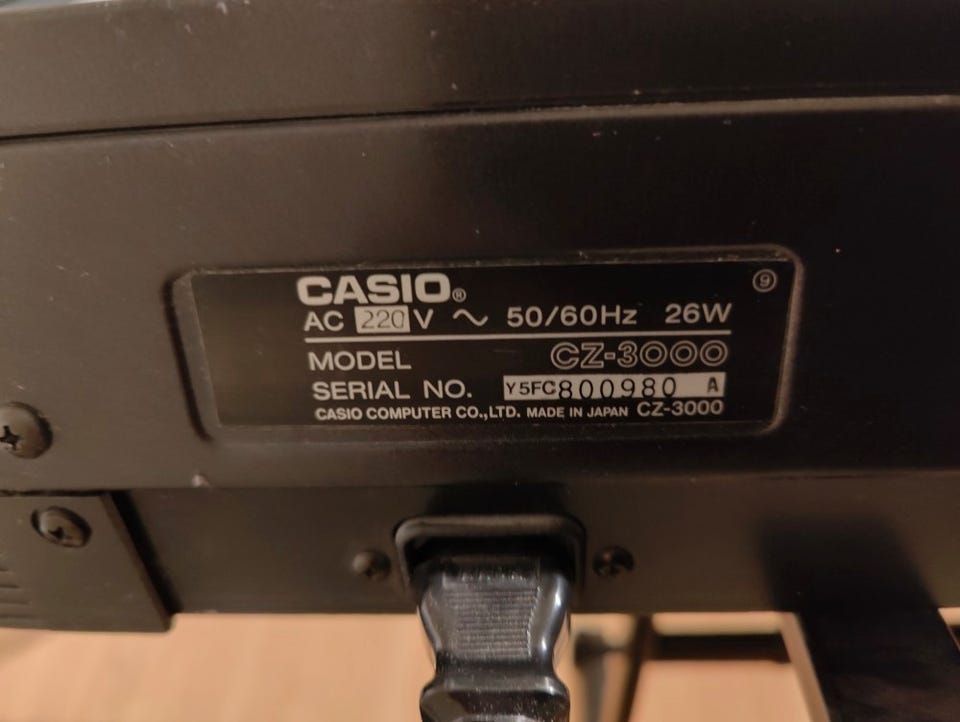 CASIO®
AC 220 V ~ 50/60Hz 26W
⑨
MODEL CZ-3000
SERIAL NO. Y5FC800980 A
CASIO COMPUTER CO.,LTD. MADE IN JAPAN CZ-3000